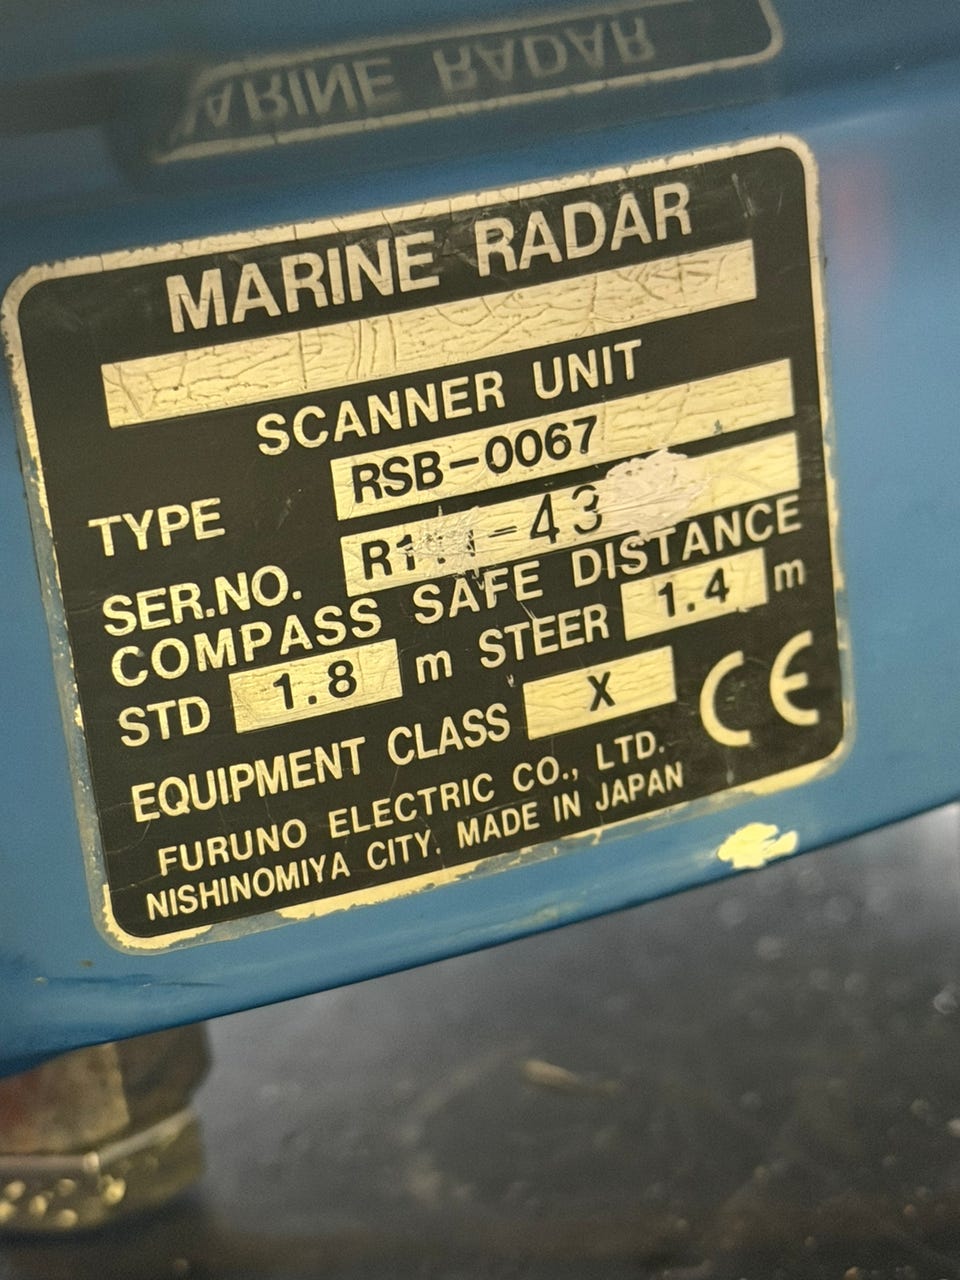 MARINE RADAR
MARINE RADAR
SCANNER UNIT
TYPE RSB-0067
SER.NO.
COMPASS SAFE DISTANCE
STD 1.8 m STEER 1.4 m
EQUIPMENT CLASS X CE
FURUNO ELECTRIC CO., LTD.
NISHINOMIYA CITY. MADE IN JAPAN